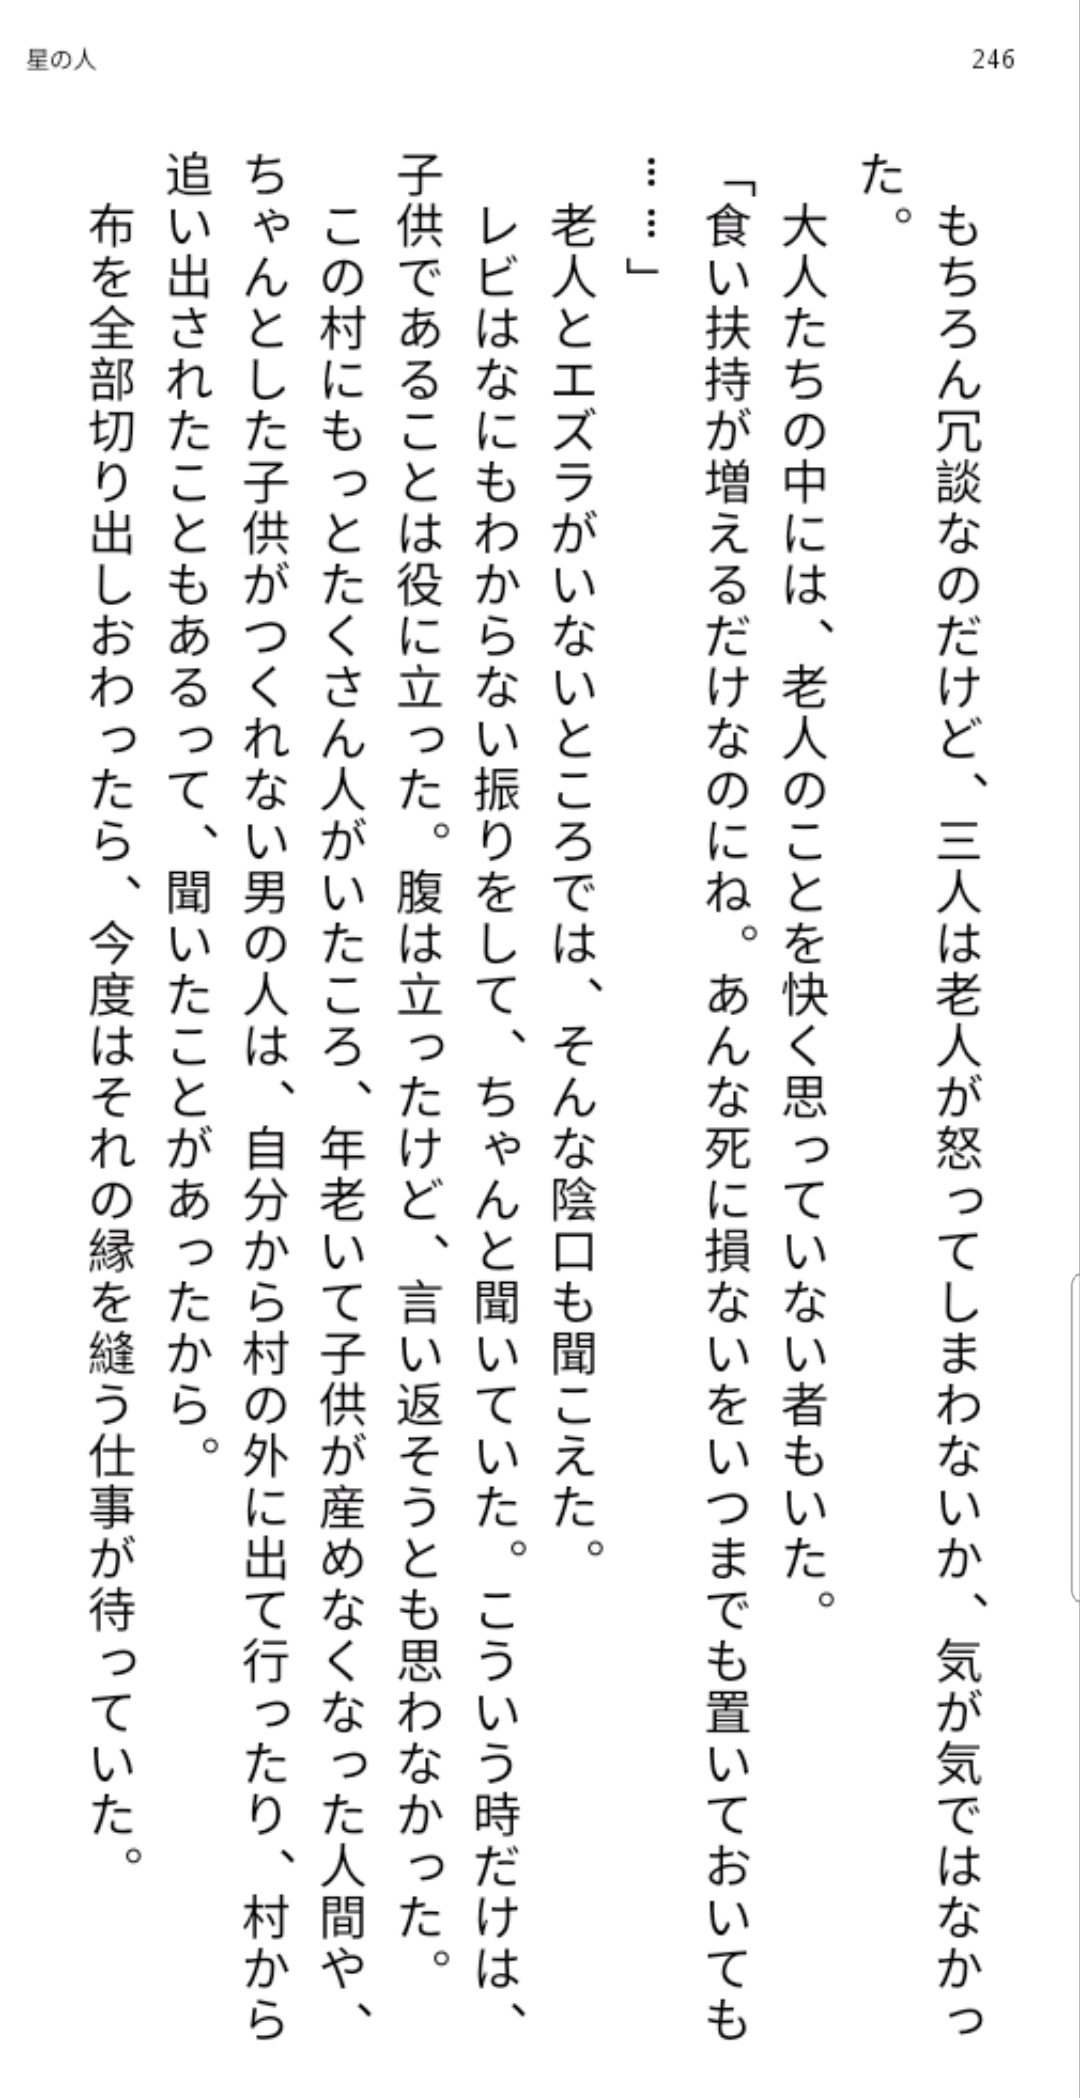 星の人
246
もちろん冗談なのだけど、三人は老人が怒ってしまわないか、気が気ではなかっ
た。
大人たちの中には、老人のことを快く思っていない者もいた。
「食い扶持が増えるだけなのにね。あんな死に損ないをいつまでも置いておいても
……」
老人とエズラがいないところでは、そんな陰口も聞こえた。
レビはなにもわからない振りをして、ちゃんと聞いていた。こういう時だけは、
子供であることは役に立った。腹は立ったけど、言い返そうとも思わなかった。
この村にもっとたくさん人がいたころ、年老いて子供が産めなくなった人間や、
ちゃんとした子供がつくれない男の人は、自分から村の外に出て行ったり、村から
追い出されたこともあるって、聞いたことがあったから。
布を全部切り出しおわったら、今度はそれの縁を縫う仕事が待っていた。